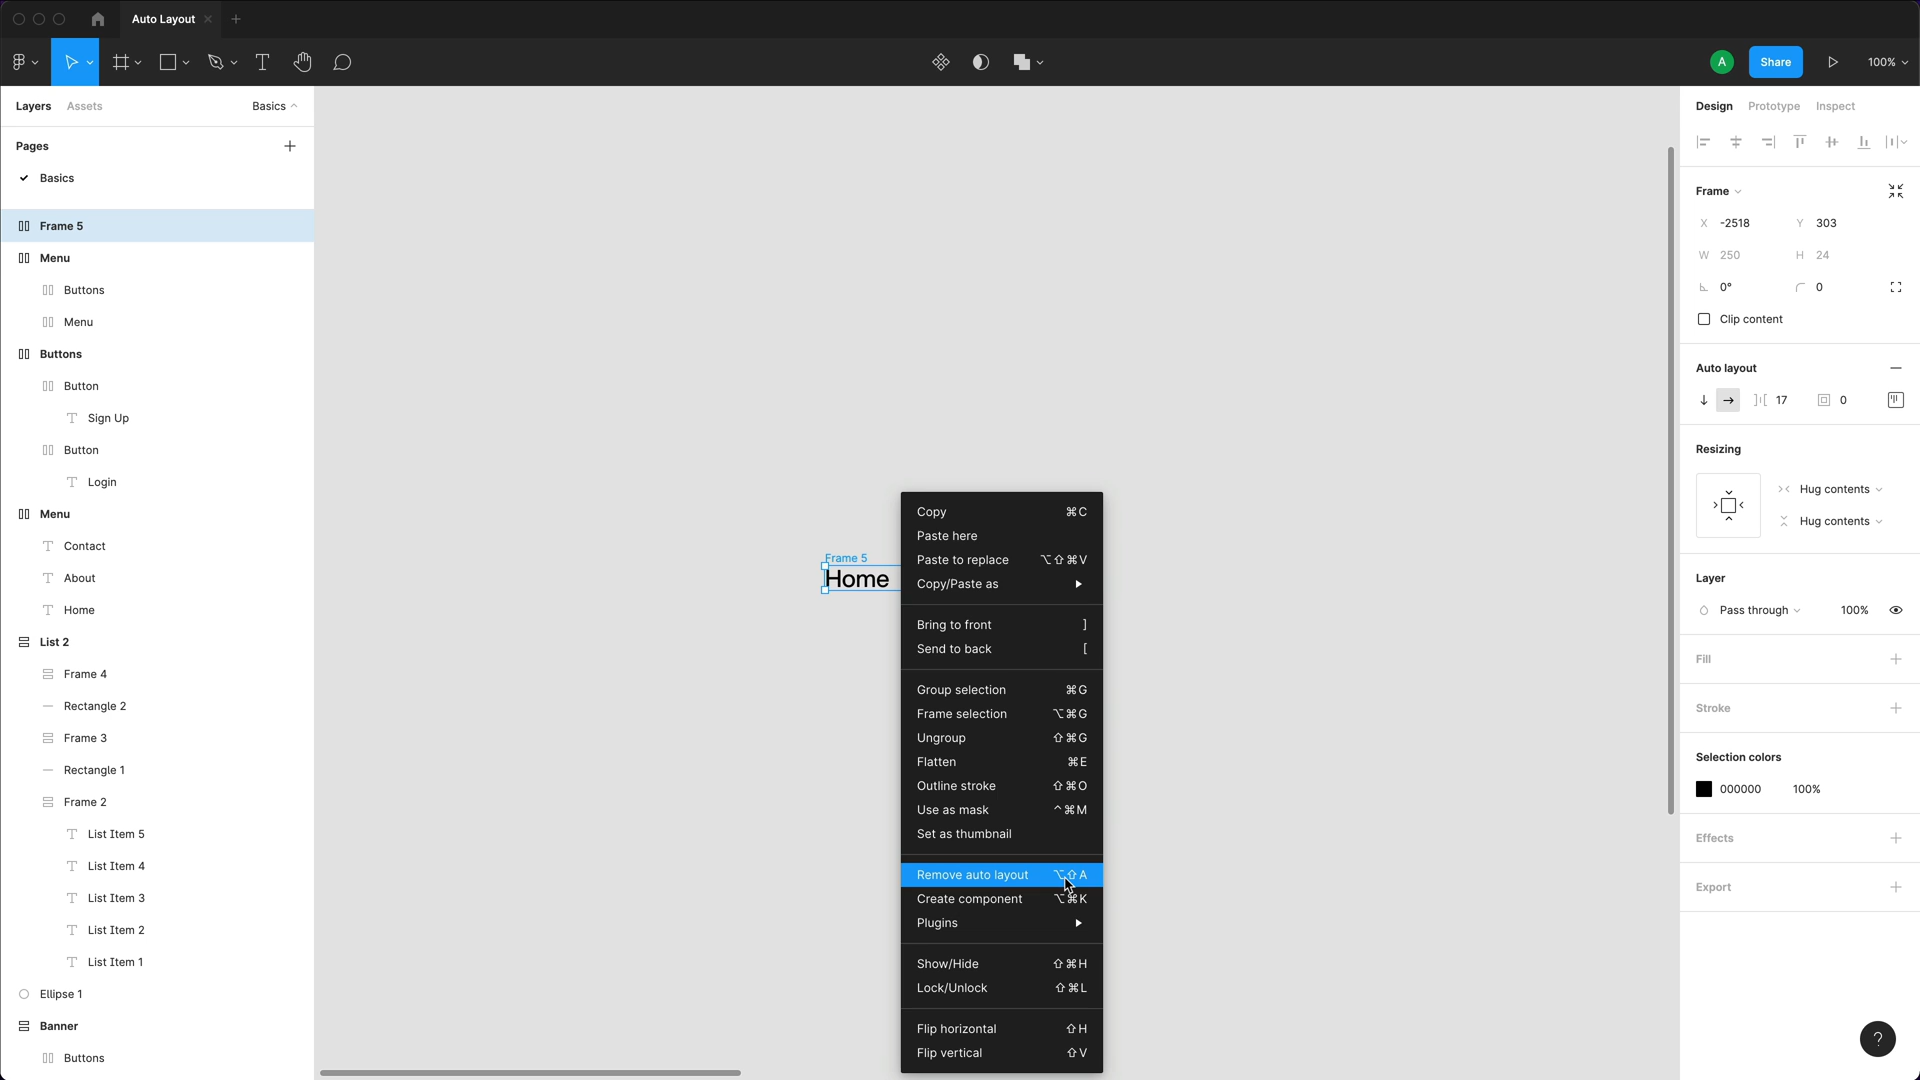 Auto Layout
A
Share
100%
Layers
Assets
Basics
Pages
Basics
Frame 5
Menu
Buttons
Menu
Buttons
Button
Sign Up
Button
Login
Menu
Contact
About
Home
List 2
Frame 4
Rectangle 2
Frame 3
Rectangle 1
Frame 2
List Item 5
List Item 4
List Item 3
List Item 2
List Item 1
Ellipse 1
Banner
Buttons
Frame 5
Home
Copy ⌘C
Paste here
Paste to replace ⌥⇧⌘V
Copy/Paste as
Bring to front ]
Send to back [
Group selection ⌘G
Frame selection ⌥⌘G
Ungroup ⇧⌘G
Flatten ⌘E
Outline stroke ⇧⌘O
Use as mask ^⌘M
Set as thumbnail
Remove auto layout ⌥⇧A
Create component ⌥⌘K
Plugins
Show/Hide ⇧⌘H
Lock/Unlock ⇧⌘L
Flip horizontal ⇧H
Flip vertical ⇧V
Design
Prototype
Inspect
Frame
X -2518 Y 303
W 250 H 24
0° 0
Clip content
Auto layout
17 0
Resizing
Hug contents
Hug contents
Layer
Pass through 100%
Fill
Stroke
Selection colors
000000 100%
Effects
Export
?